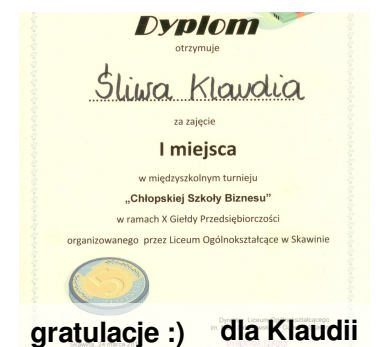 Dyplom
otrzymuje
Śliwa Klaudia
za zajęcie
I miejsca
w międzyszkolnym turnieju
„Chłopskiej Szkoły Biznesu”
w ramach X Giełdy Przedsiębiorczości
organizowanego przez Liceum Ogólnokształcące w Skawinie
5
gratulacje :) dla Klaudii